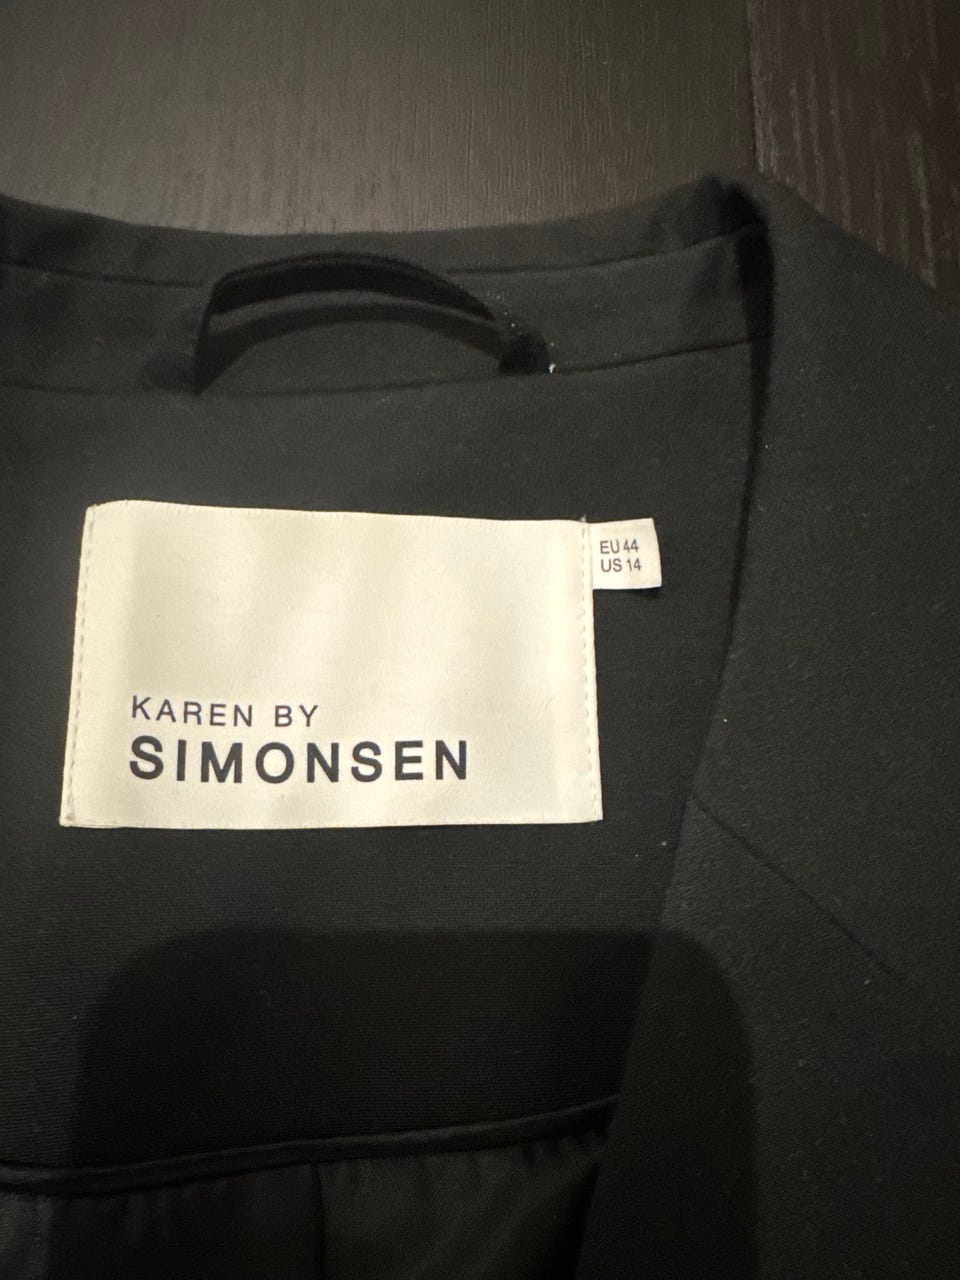 EU 44
US 14
KAREN BY
SIMONSEN